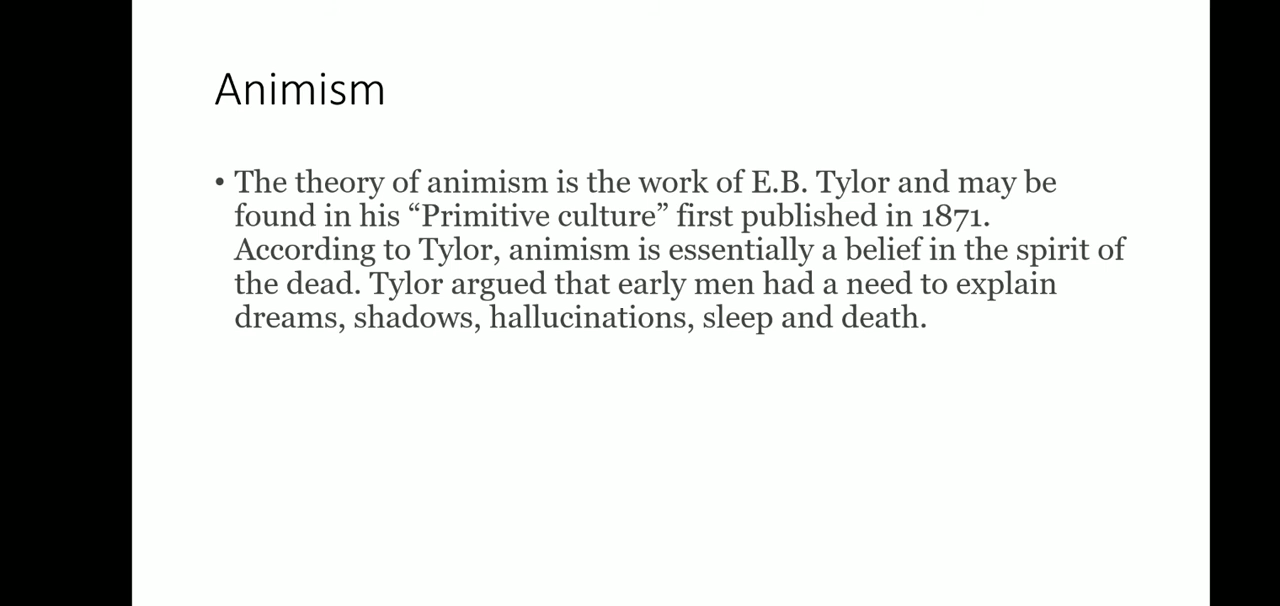 Animism
• The theory of animism is the work of E.B. Tylor and may be
found in his “Primitive culture” first published in 1871.
According to Tylor, animism is essentially a belief in the spirit of
the dead. Tylor argued that early men had a need to explain
dreams, shadows, hallucinations, sleep and death.